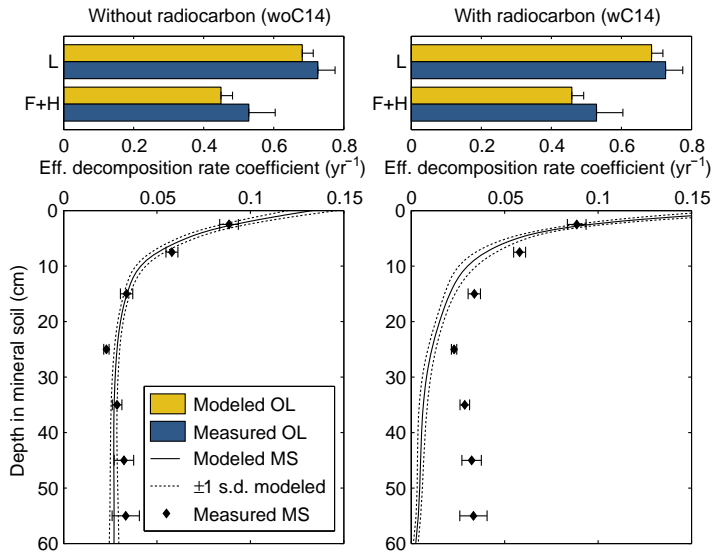 Without radiocarbon (woC14)
With radiocarbon (wC14)
L
F+H
0 0.2 0.4 0.6 0.8
Eff. decomposition rate coefficient (yr⁻¹)
0 0.05 0.1 0.15
L
F+H
0 0.2 0.4 0.6 0.8
Eff. decomposition rate coefficient (yr⁻¹)
0 0.05 0.1 0.15
Depth in mineral soil (cm)
0
10
20
30
40
50
60
Modeled OL
Measured OL
Modeled MS
±1 s.d. modeled
Measured MS
0
10
20
30
40
50
60